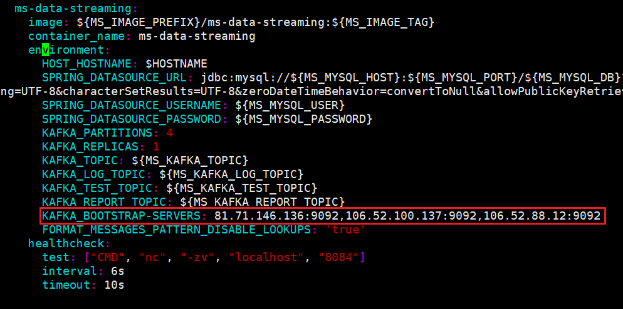 ms-data-streaming:
image: ${MS_IMAGE_PREFIX}/ms-data-streaming:${MS_IMAGE_TAG}
container_name: ms-data-streaming
environment:
HOST_HOSTNAME: $HOSTNAME
SPRING_DATASOURCE_URL: jdbc:mysql://${MS_MYSQL_HOST}:${MS_MYSQL_PORT}/${MS_MYSQL_DB}
ng=UTF-8&characterSetResults=UTF-8&zeroDateTimeBehavior=convertToNull&allowPublicKeyRetriev
SPRING_DATASOURCE_USERNAME: ${MS_MYSQL_USER}
SPRING_DATASOURCE_PASSWORD: ${MS_MYSQL_PASSWORD}
KAFKA_PARTITIONS: 4
KAFKA_REPLICAS: 1
KAFKA_TOPIC: ${MS_KAFKA_TOPIC}
KAFKA_LOG_TOPIC: ${MS_KAFKA_LOG_TOPIC}
KAFKA_TEST_TOPIC: ${MS_KAFKA_TEST_TOPIC}
KAFKA_REPORT_TOPIC: ${MS_KAFKA_REPORT_TOPIC}
KAFKA_BOOTSTRAP-SERVERS: 81.71.146.136:9092,106.52.100.137:9092,106.52.88.12:9092
FORMAT_MESSAGES_PATTERN_DISABLE_LOOKUPS: 'true'
healthcheck:
test: ["CMD", "nc", "-zv", "localhost", "8084"]
interval: 6s
timeout: 10s